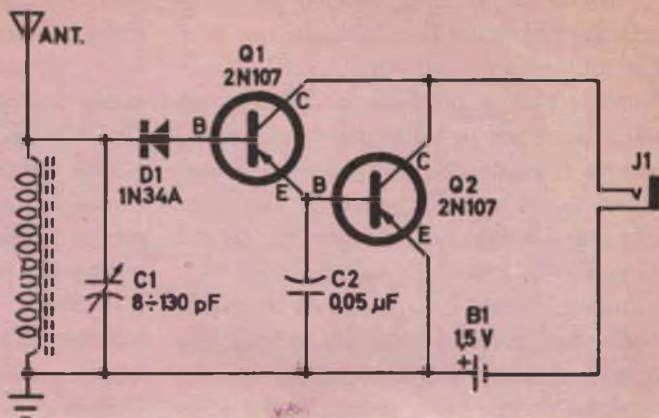 ANT.
Q1
2N107
C
B
E
D1
1N34A
B
C
E
Q2
2N107
J1
C1
8÷130 pF
C2
0,05 µF
B1
1,5 V
+